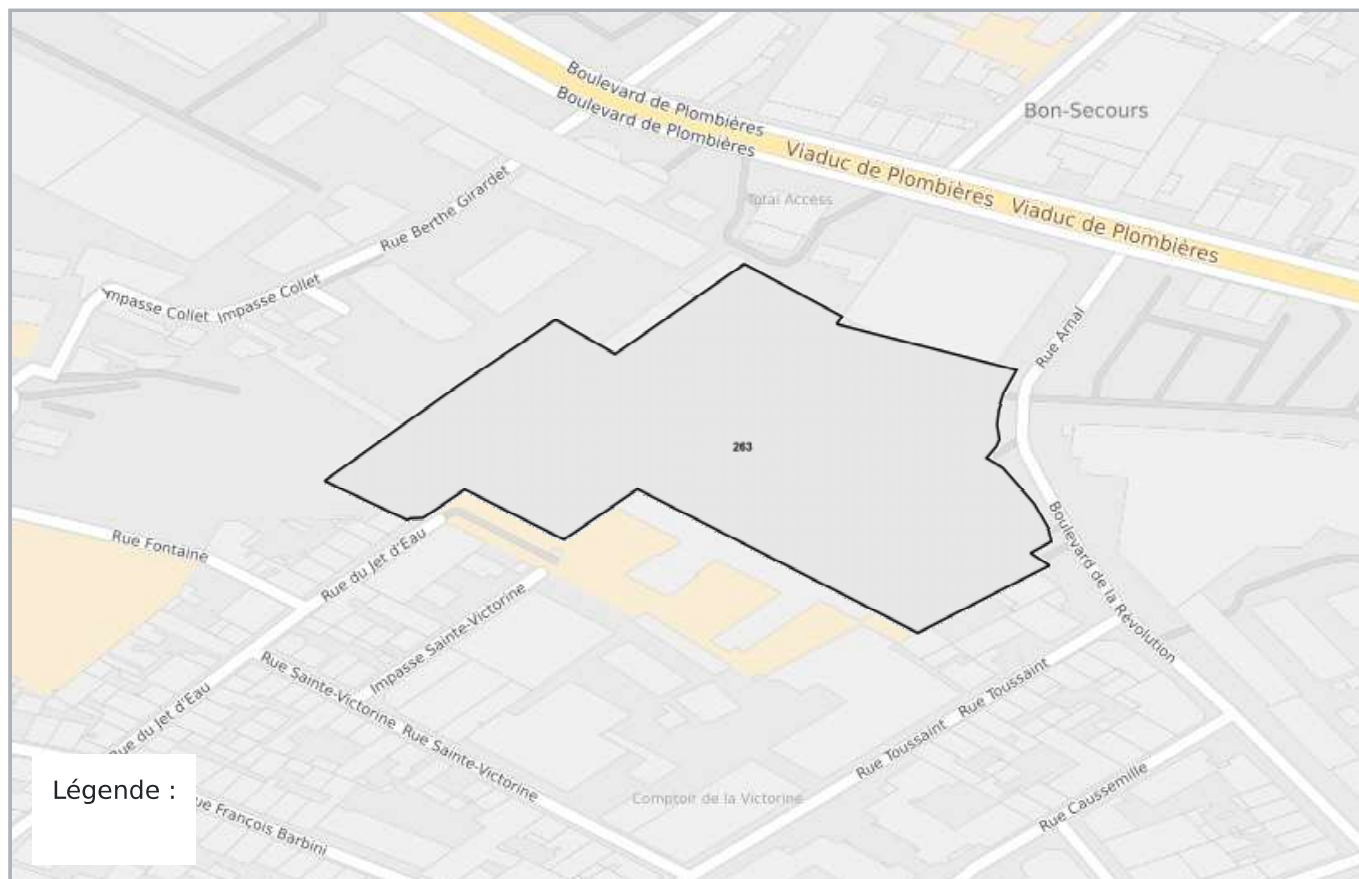 Boulevard de Plombières
Boulevard de Plombières
Viaduc de Plombières
Viaduc de Plombières
Bon-Secours
Total Access
Rue Berthe Girardet
Impasse Collet
Impasse Collet
Rue Arnal
263
Boulevard de la Révolution
Rue Fontaine
Rue du Jet d'Eau
Impasse Sainte-Victorine
Rue Sainte-Victorine
Rue Sainte-Victorine
Rue du Jet d'Eau
Rue Toussaint
Rue Toussaint
Rue Caussemille
Comptoir de la Victorine
Légende :
ue François Barbini